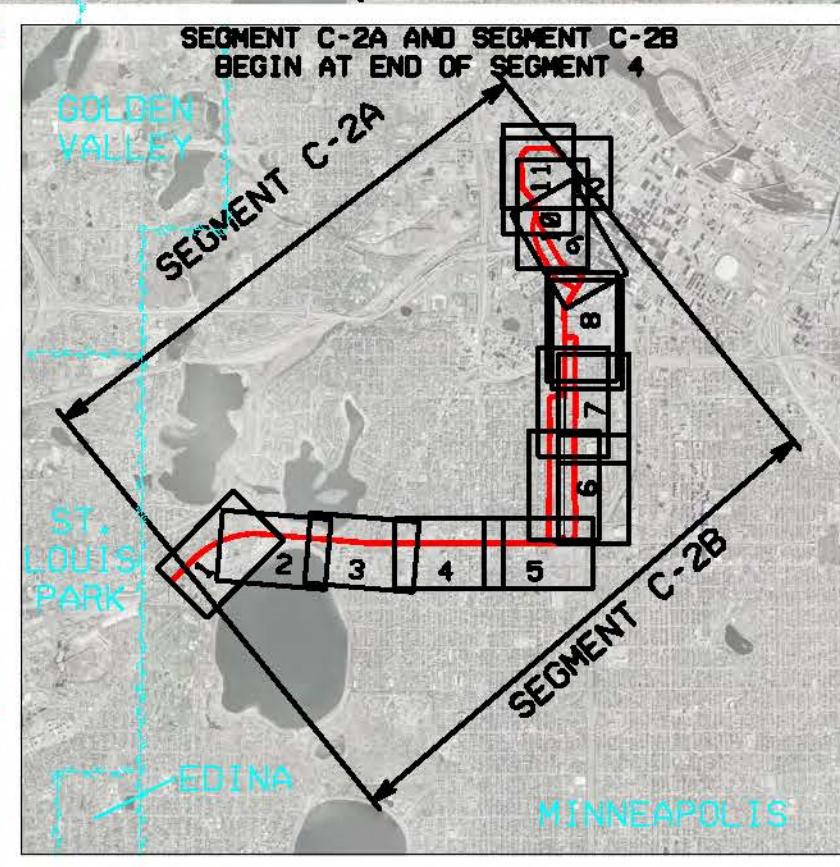 SEGMENT C-2A AND SEGMENT C-2B
BEGIN AT END OF SEGMENT 4
GOLDEN
VALLEY
SEGMENT C-2A
11
10
9
8
7
6
ST.
LOUIS
PARK
1
2
3
4
5
SEGMENT C-2B
EDINA
MINNEAPOLIS